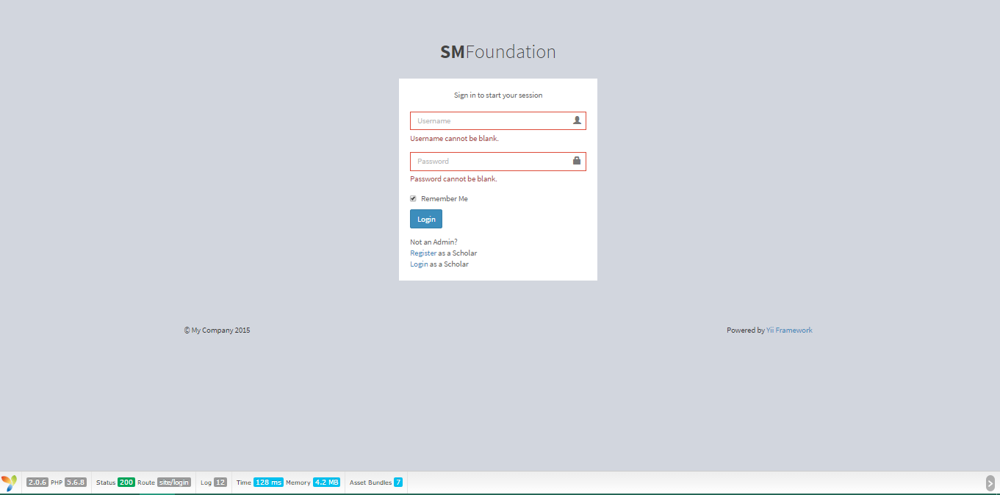 SMFoundation
Sign in to start your session
Username
Username cannot be blank.
Password
Password cannot be blank.
Remember Me
Login
Not an Admin?
Register as a Scholar
Login as a Scholar
© My Company 2015 Powered by Yii Framework
2.0.6 PHP 5.6.8 Status 200 Route site/login Log 12 Time 128 ms Memory 4.2 MB Asset Bundles 7